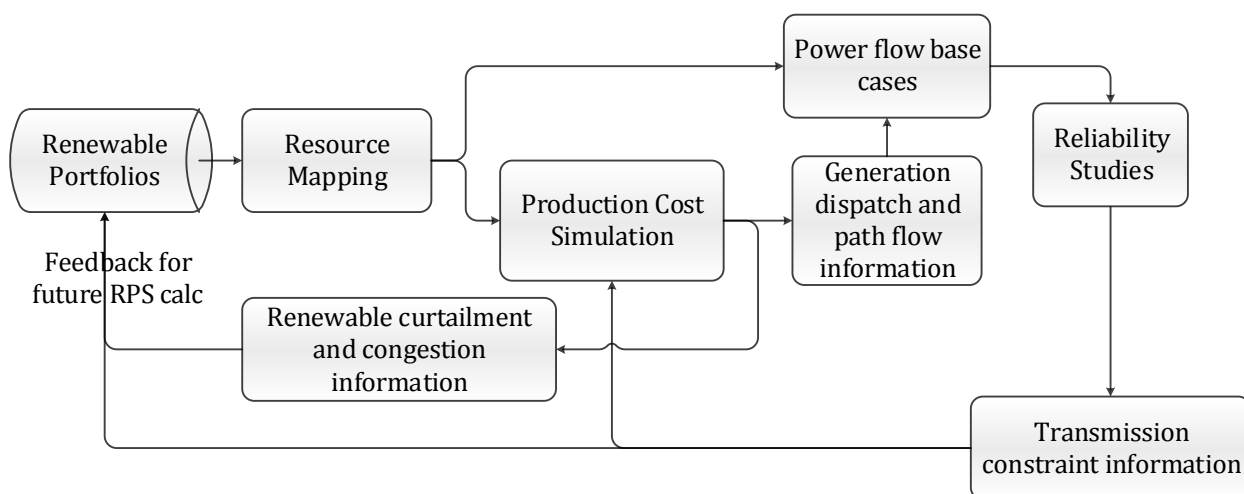 Power flow base
cases
Renewable
Portfolios
Resource
Mapping
Reliability
Studies
Production Cost
Simulation
Generation
dispatch and
path flow
information
Feedback for
future RPS calc
Renewable curtailment
and congestion
information
Transmission
constraint information